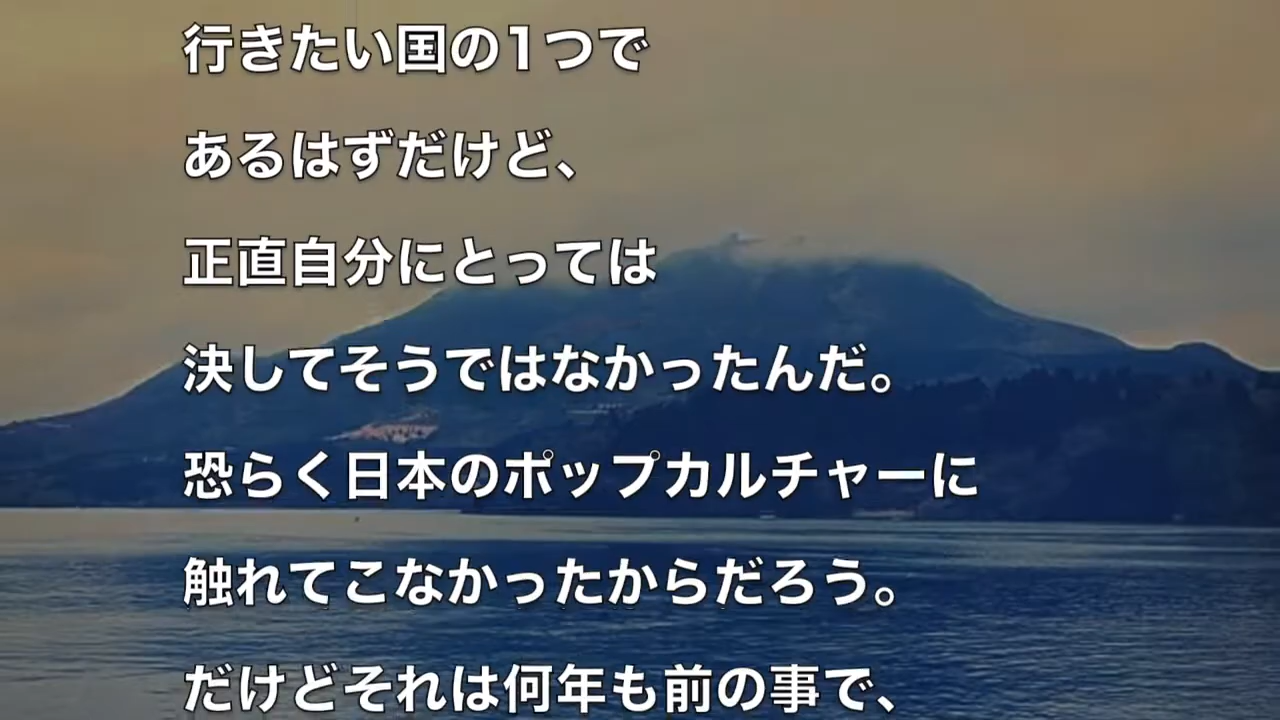 行きたい国の1つで
あるはずだけど、
正直自分にとっては
決してそうではなかったんだ。
恐らく日本のポップカルチャーに
触れてこなかったからだろう。
だけどそれは何年も前の事で、